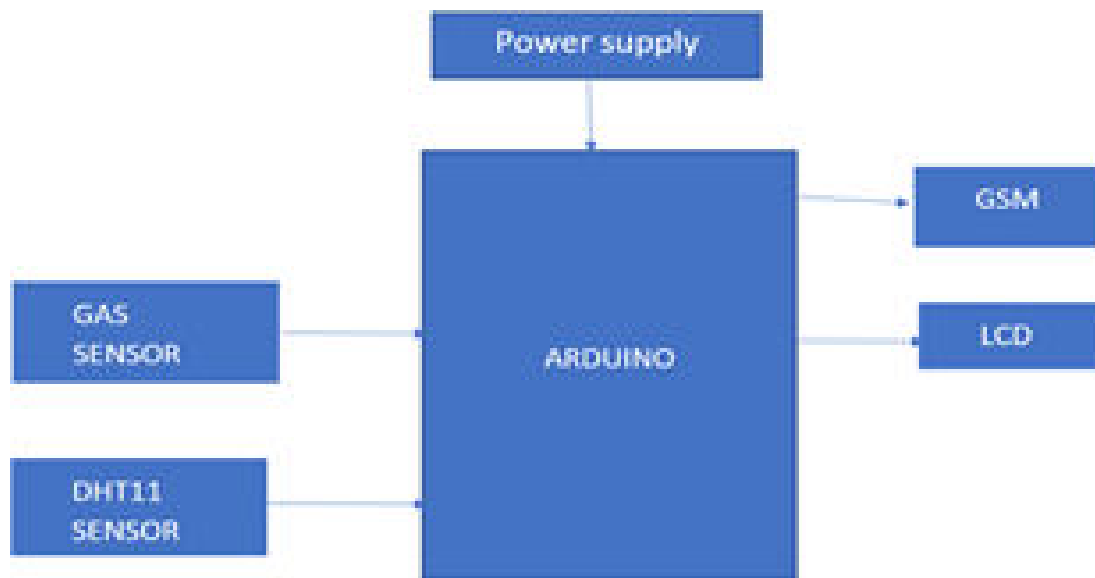 Power supply
GSM
GAS
SENSOR
LCD
ARDUINO
DHT11
SENSOR